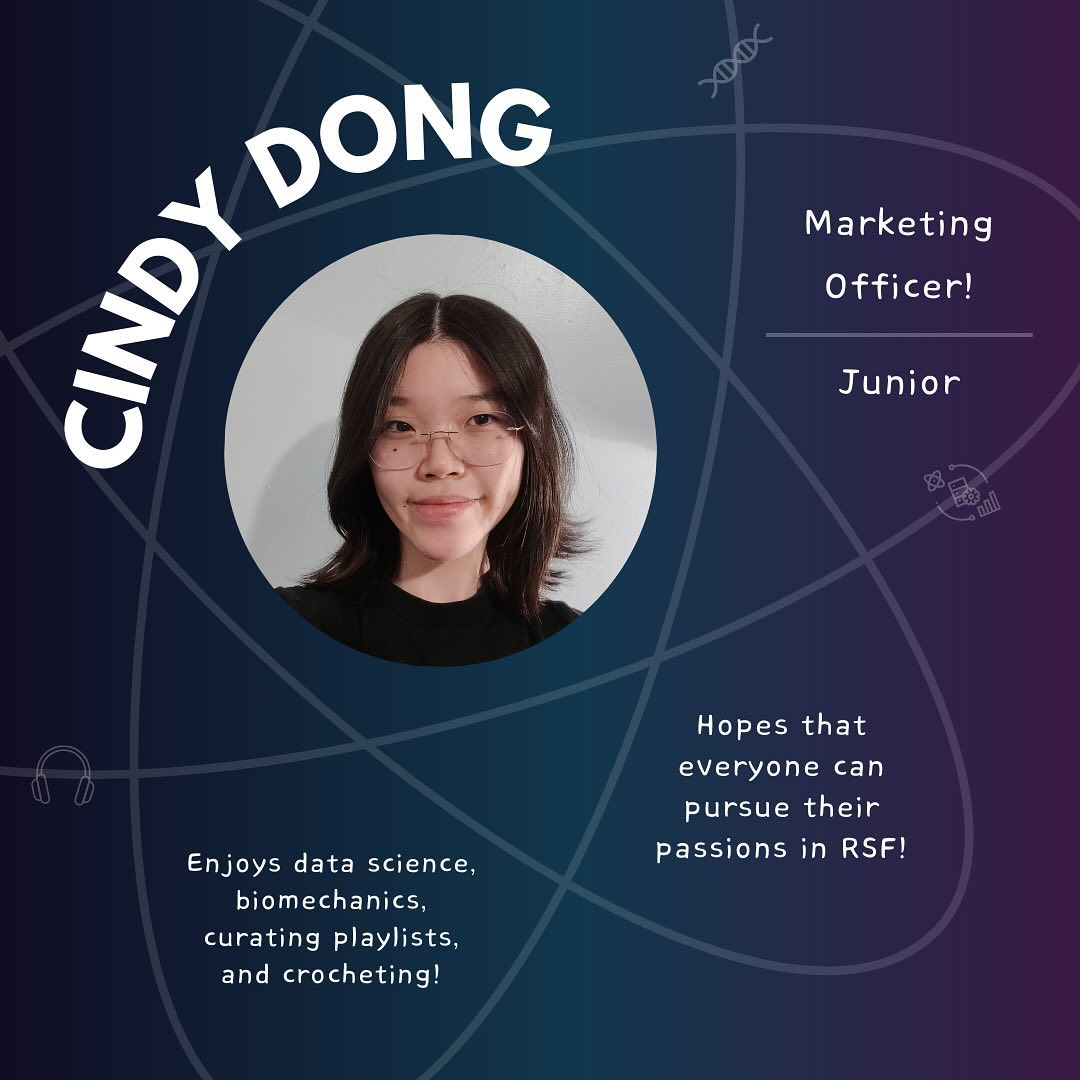 CINDY DONG
Marketing
Officer!
Junior
Hopes that
everyone can
pursue their
passions in RSF!
Enjoys data science,
biomechanics,
curating playlists,
and crocheting!